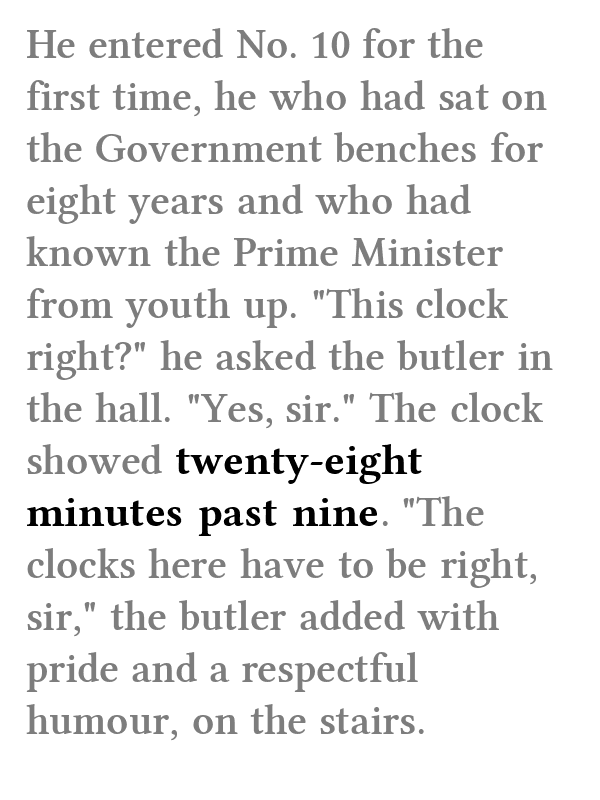 He entered No. 10 for the
first time, he who had sat on
the Government benches for
eight years and who had
known the Prime Minister
from youth up. "This clock
right?" he asked the butler in
the hall. "Yes, sir." The clock
showed twenty-eight
minutes past nine. "The
clocks here have to be right,
sir," the butler added with
pride and a respectful
humour, on the stairs.